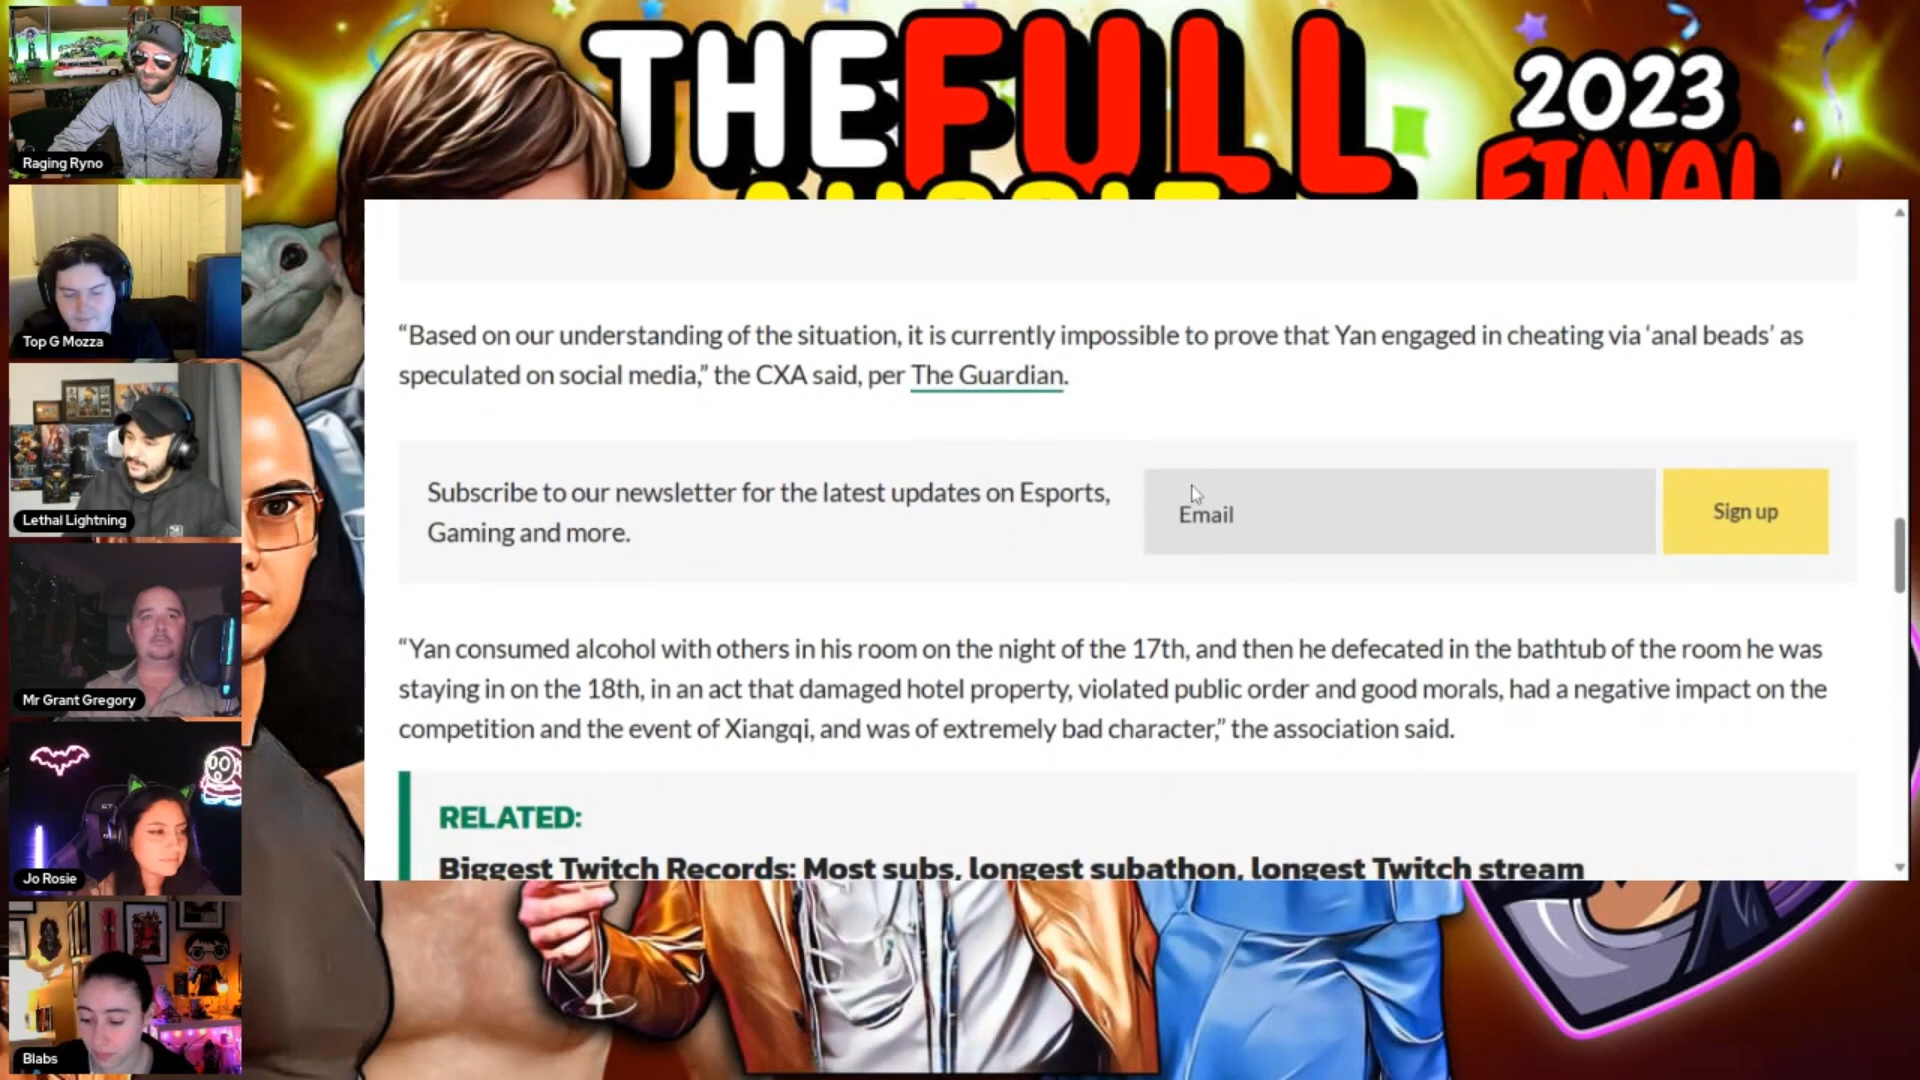 THE FULL
2023
FINAL
Raging Ryno
Top G Mozza
Lethal Lightning
Mr Grant Gregory
Jo Rosie
Blabs
“Based on our understanding of the situation, it is currently impossible to prove that Yan engaged in cheating via ‘anal beads’ as
speculated on social media,” the CXA said, per The Guardian.
Subscribe to our newsletter for the latest updates on Esports,
Gaming and more.
Email
Sign up
“Yan consumed alcohol with others in his room on the night of the 17th, and then he defecated in the bathtub of the room he was
staying in on the 18th, in an act that damaged hotel property, violated public order and good morals, had a negative impact on the
competition and the event of Xiangqi, and was of extremely bad character,” the association said.
RELATED:
Biggest Twitch Records: Most subs, longest subathon, longest Twitch stream